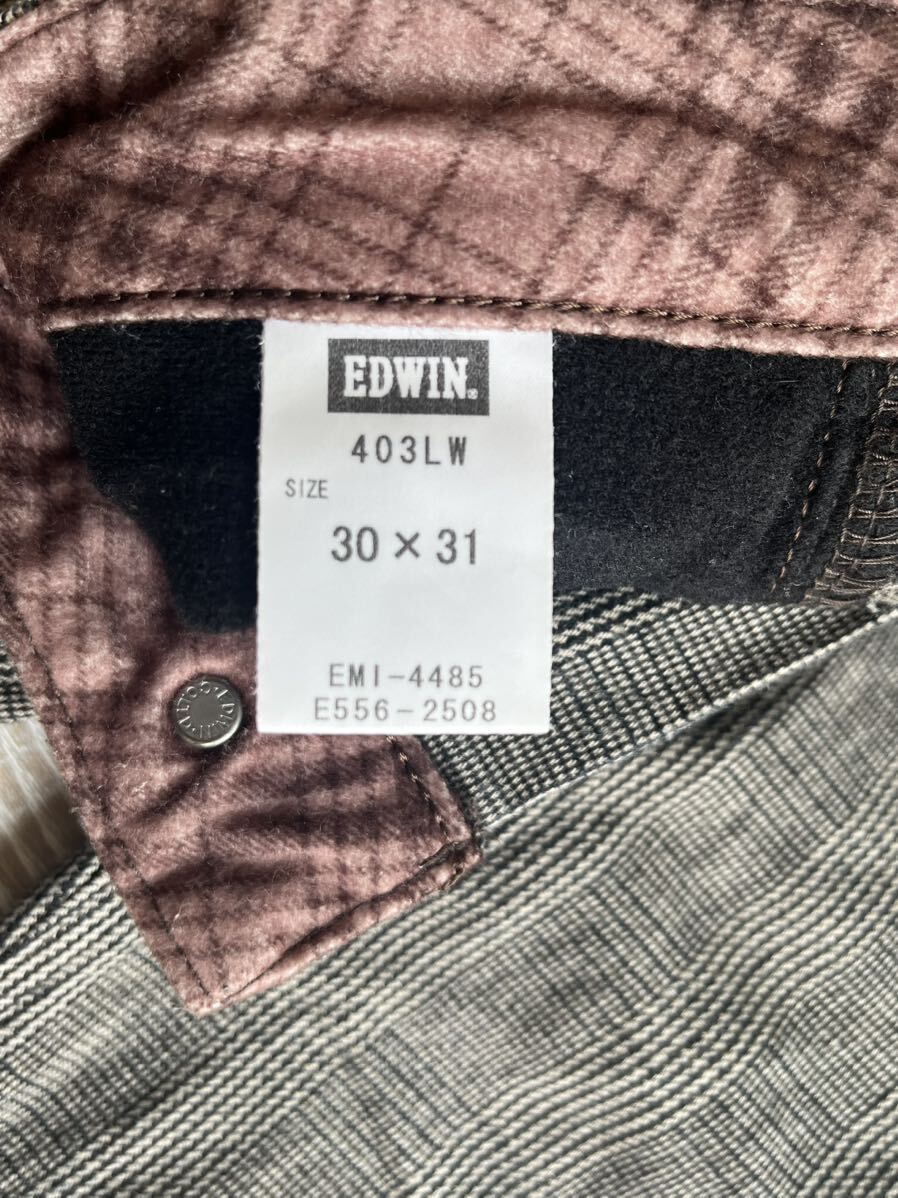 EDWIN®
403LW
SIZE
30×31
EMI-4485
E556-2508